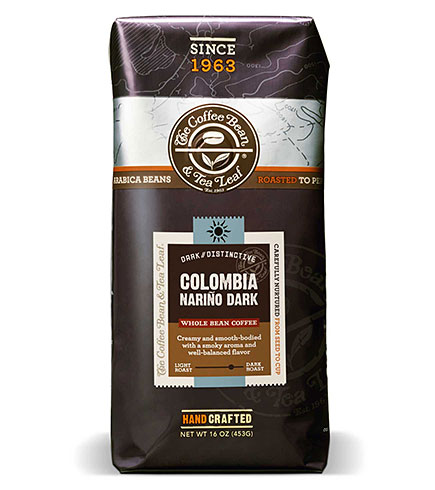 SINCE
1963
The Coffee Bean
& Tea Leaf
Est. 1963
ARABICA BEANS
ROASTED TO PE
DARK // DISTINCTIVE
COLOMBIA
NARIÑO DARK
WHOLE BEAN COFFEE
Creamy and smooth-bodied
with a smoky aroma and
well-balanced flavor
LIGHT
ROAST
DARK
ROAST
The Coffee Bean & Tea Leaf
CAREFULLY NURTURED FROM SEED TO CUP
HAND CRAFTED
NET WT 16 OZ (453G)